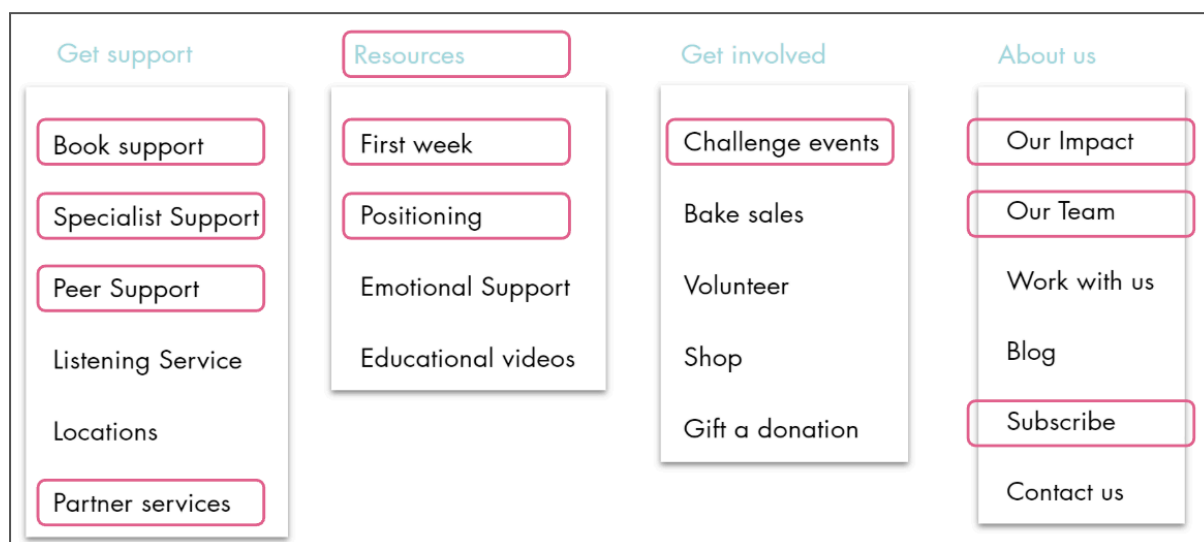 Get support
Book support
Specialist Support
Peer Support
Listening Service
Locations
Partner services
Resources
First week
Positioning
Emotional Support
Educational videos
Get involved
Challenge events
Bake sales
Volunteer
Shop
Gift a donation
About us
Our Impact
Our Team
Work with us
Blog
Subscribe
Contact us